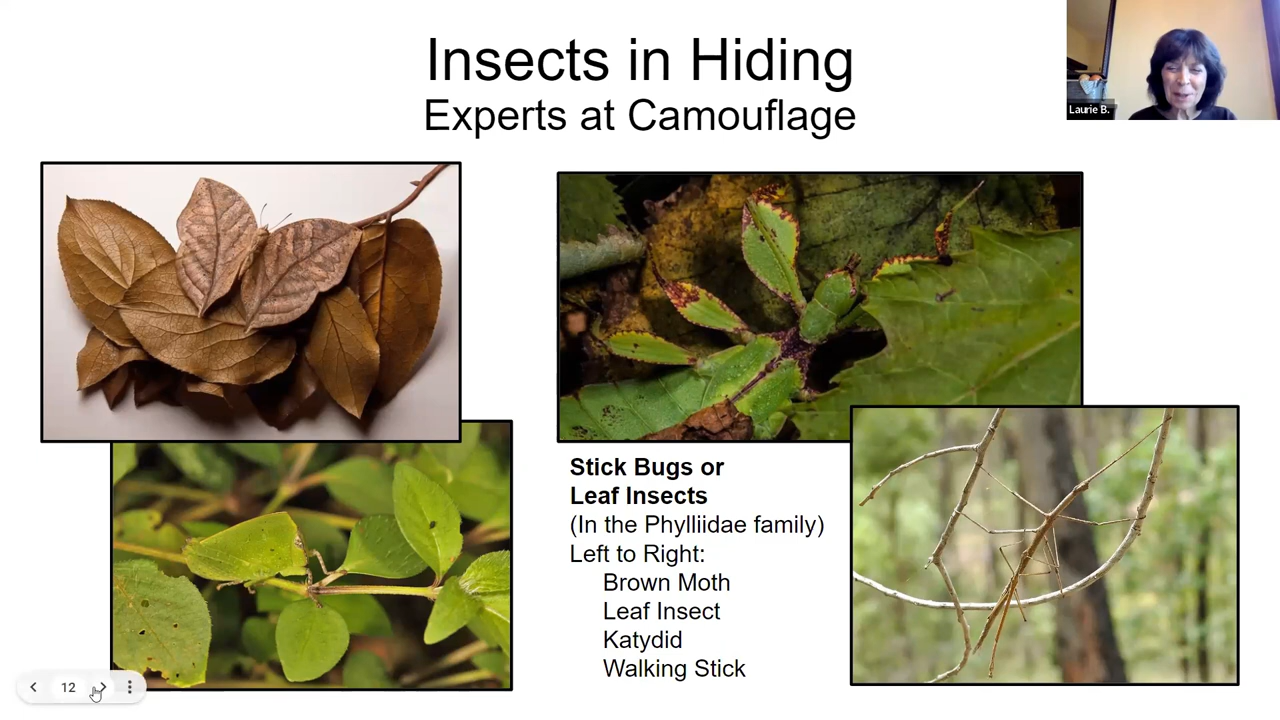 Insects in Hiding
Experts at Camouflage
Laurie B.
Stick Bugs or
Leaf Insects
(In the Phylliidae family)
Left to Right:
Brown Moth
Leaf Insect
Katydid
Walking Stick
12